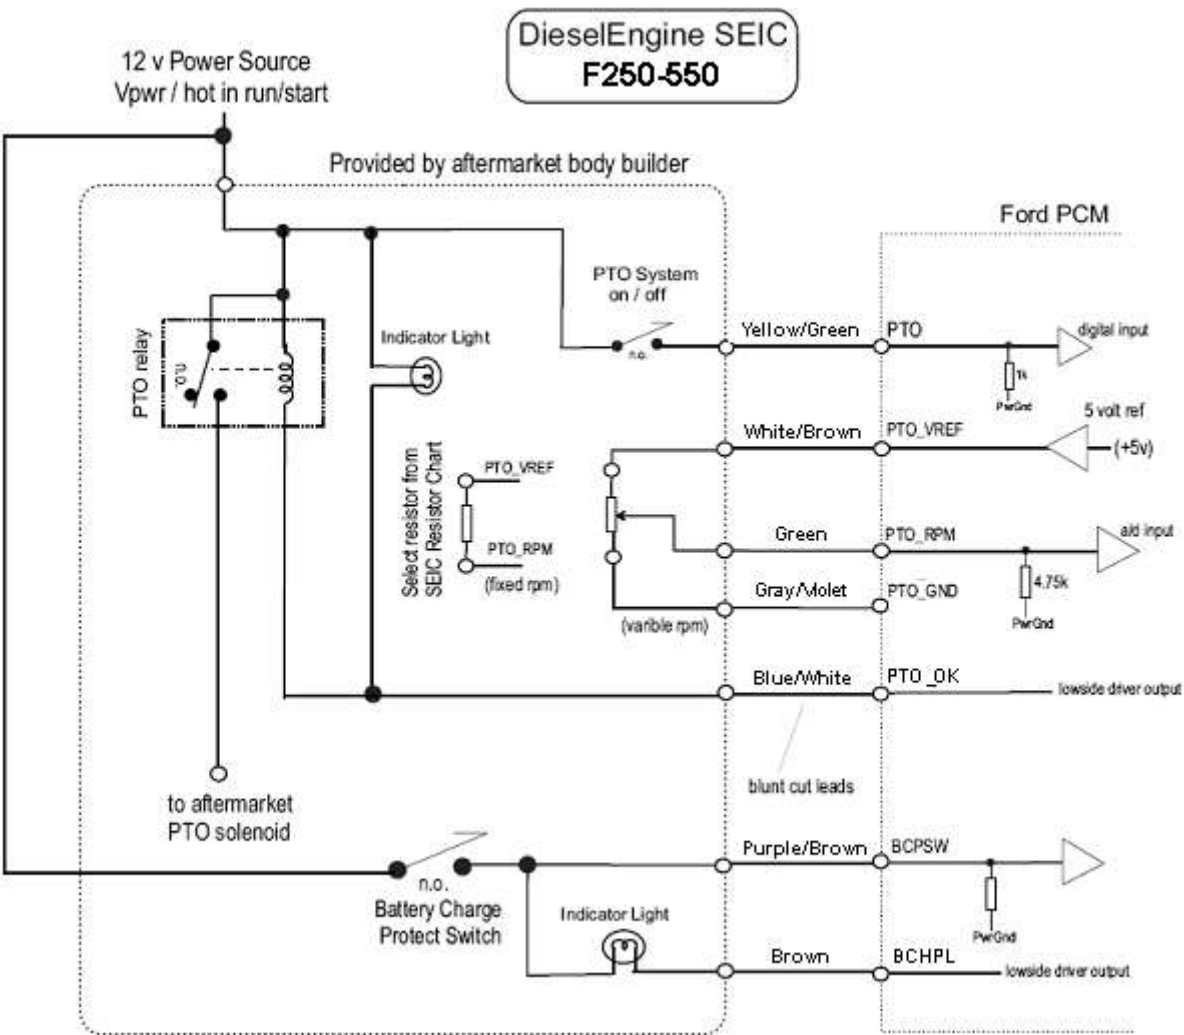 DieselEngine SEIC
F250-550
12 v Power Source
Vpwr / hot in run/start
Provided by aftermarket body builder
Ford PCM
PTO System
on / off
n.o.
Yellow/Green
PTO
digital input
1k
PwrGnd
PTO relay
n.o.
Indicator Light
White/Brown
PTO_VREF
5 volt ref
(+5v)
Select resistor from
SEIC Resistor Chart
PTO_VREF
PTO_RPM
(fixed rpm)
Green
PTO_RPM
a/d input
4.75k
PwrGnd
Gray/Violet
PTO_GND
(varible rpm)
Blue/White
PTO_OK
lowside driver output
blunt cut leads
to aftermarket
PTO solenoid
n.o.
Battery Charge
Protect Switch
Purple/Brown
BCPSW
PwrGnd
Indicator Light
Brown
BCHPL
lowside driver output